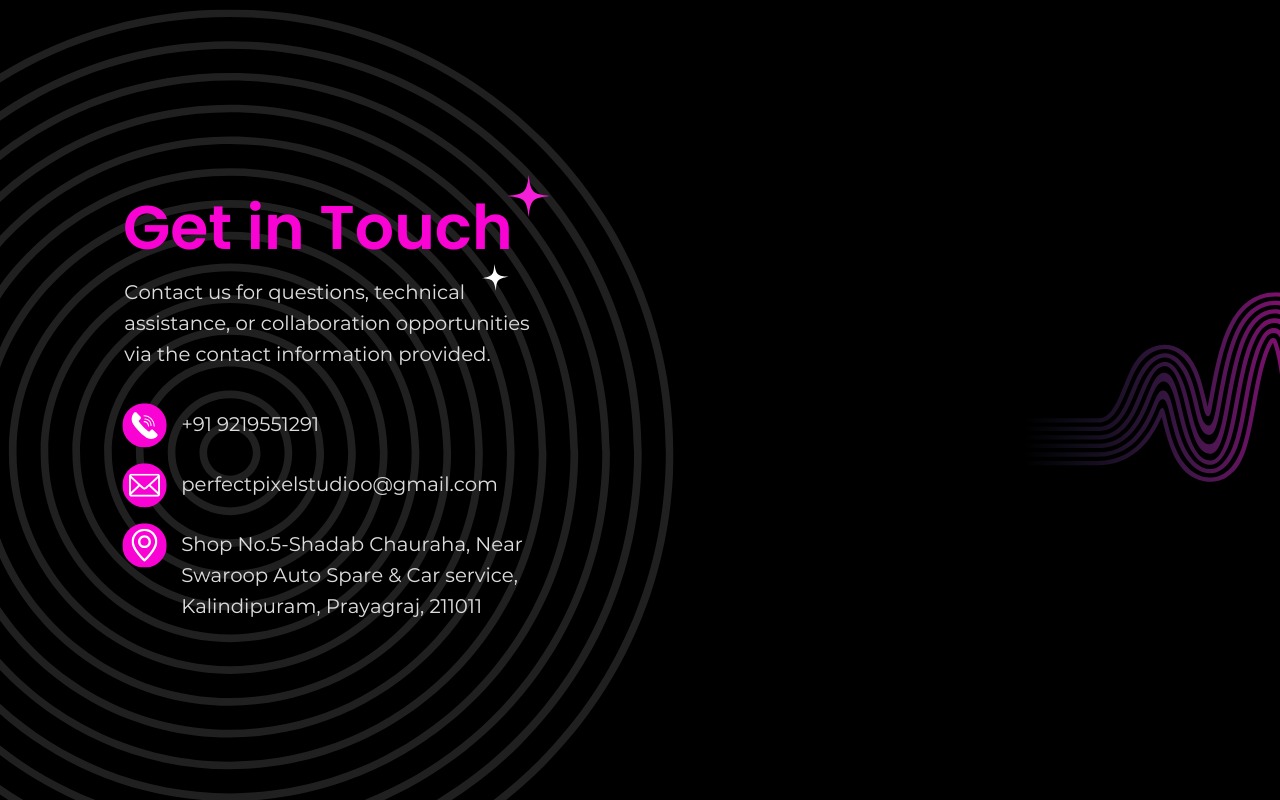 Get in Touch
Contact us for questions, technical
assistance, or collaboration opportunities
via the contact information provided.
+91 9219551291
perfectpixelstudioo@gmail.com
Shop No.5-Shadab Chauraha, Near
Swaroop Auto Spare & Car service,
Kalindipuram, Prayagraj, 211011